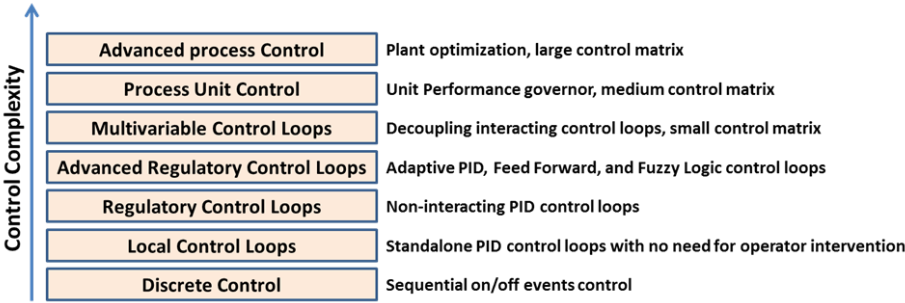 Control Complexity
Advanced process Control
Plant optimization, large control matrix
Process Unit Control
Unit Performance governor, medium control matrix
Multivariable Control Loops
Decoupling interacting control loops, small control matrix
Advanced Regulatory Control Loops
Adaptive PID, Feed Forward, and Fuzzy Logic control loops
Regulatory Control Loops
Non-interacting PID control loops
Local Control Loops
Standalone PID control loops with no need for operator intervention
Discrete Control
Sequential on/off events control